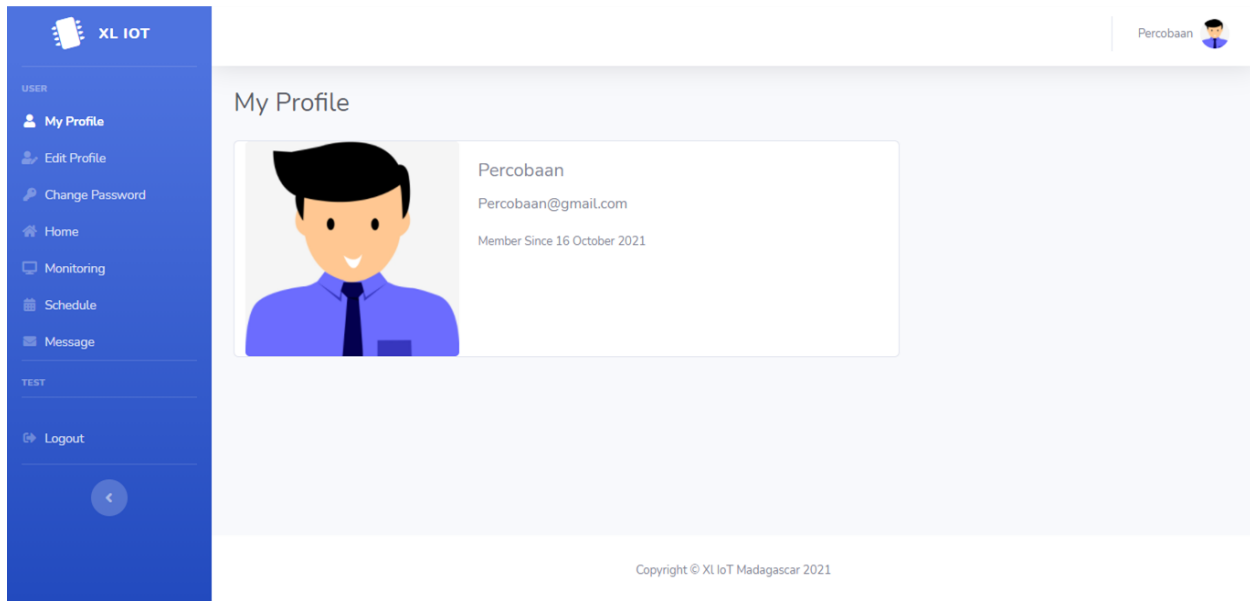 XL IOT
USER
My Profile
Edit Profile
Change Password
Home
Monitoring
Schedule
Message
TEST
Logout
Percobaan
My Profile
Percobaan
Percobaan@gmail.com
Member Since 16 October 2021
Copyright © Xl IoT Madagascar 2021